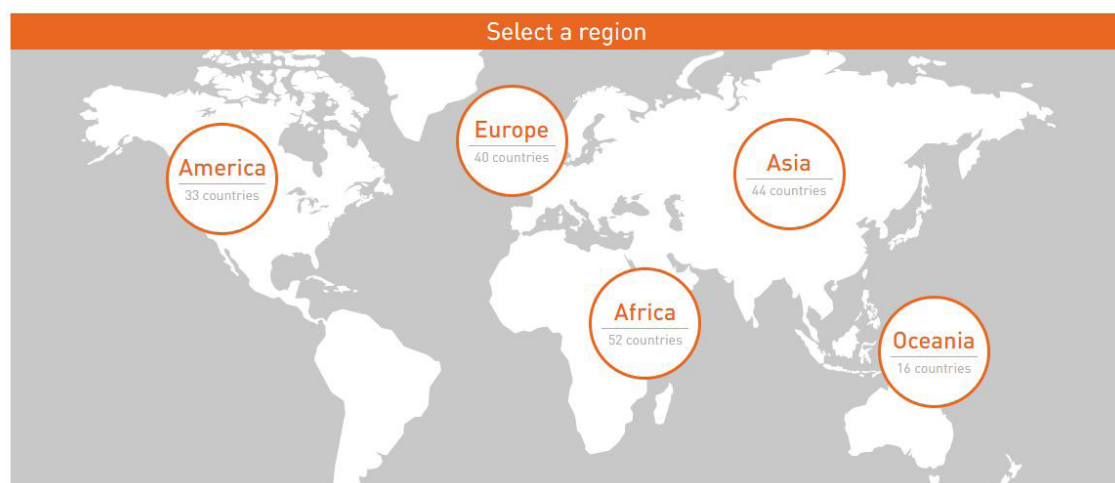 Select a region
Europe
40 countries
America
33 countries
Asia
44 countries
Africa
52 countries
Oceania
16 countries